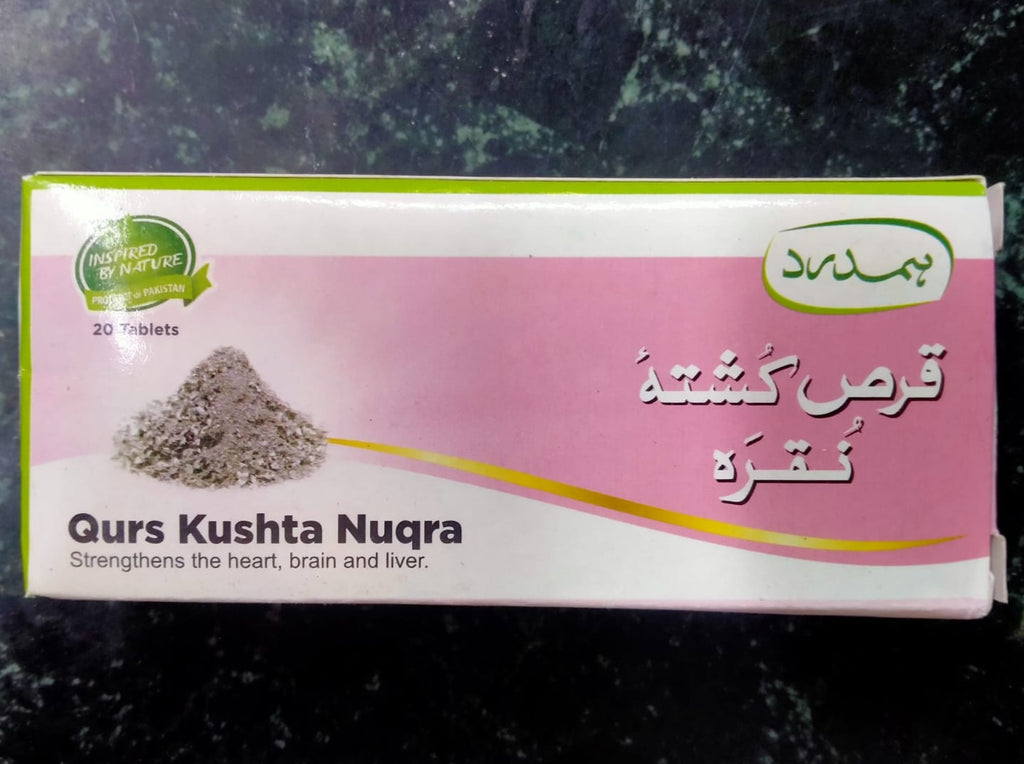 INSPIRED
BY NATURE
PRODUCT of PAKISTAN
20 Tablets
ہمدرد
قرص کُشتۂ
نُقرَہ
Qurs Kushta Nuqra
Strengthens the heart, brain and liver.